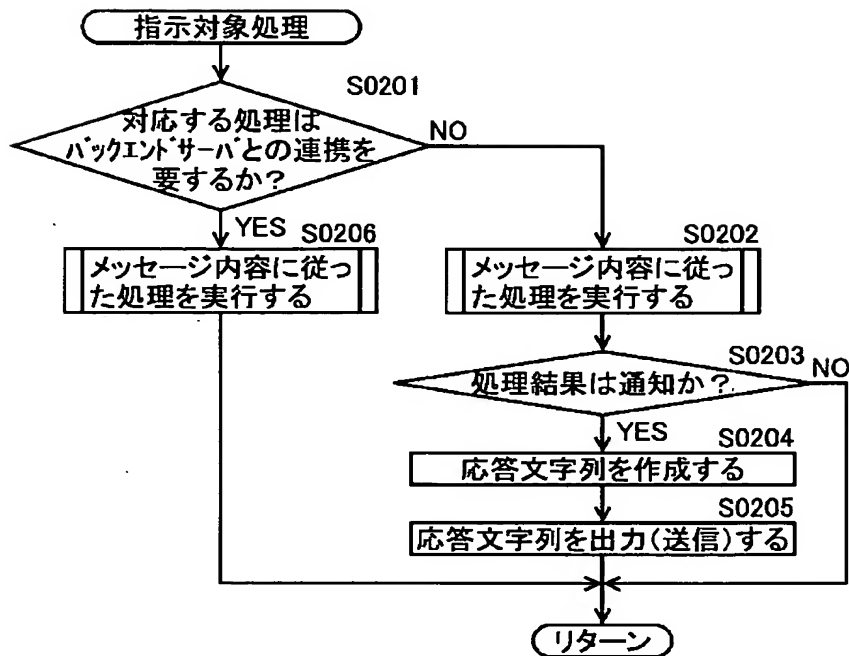 指示対象処理
S0201
対応する処理は
バックエンドサーバとの連携を
要するか?
NO
YES
S0206
メッセージ内容に従っ
た処理を実行する
S0202
メッセージ内容に従っ
た処理を実行する
S0203
処理結果は通知か?
NO
YES
S0204
応答文字列を作成する
S0205
応答文字列を出力(送信)する
リターン